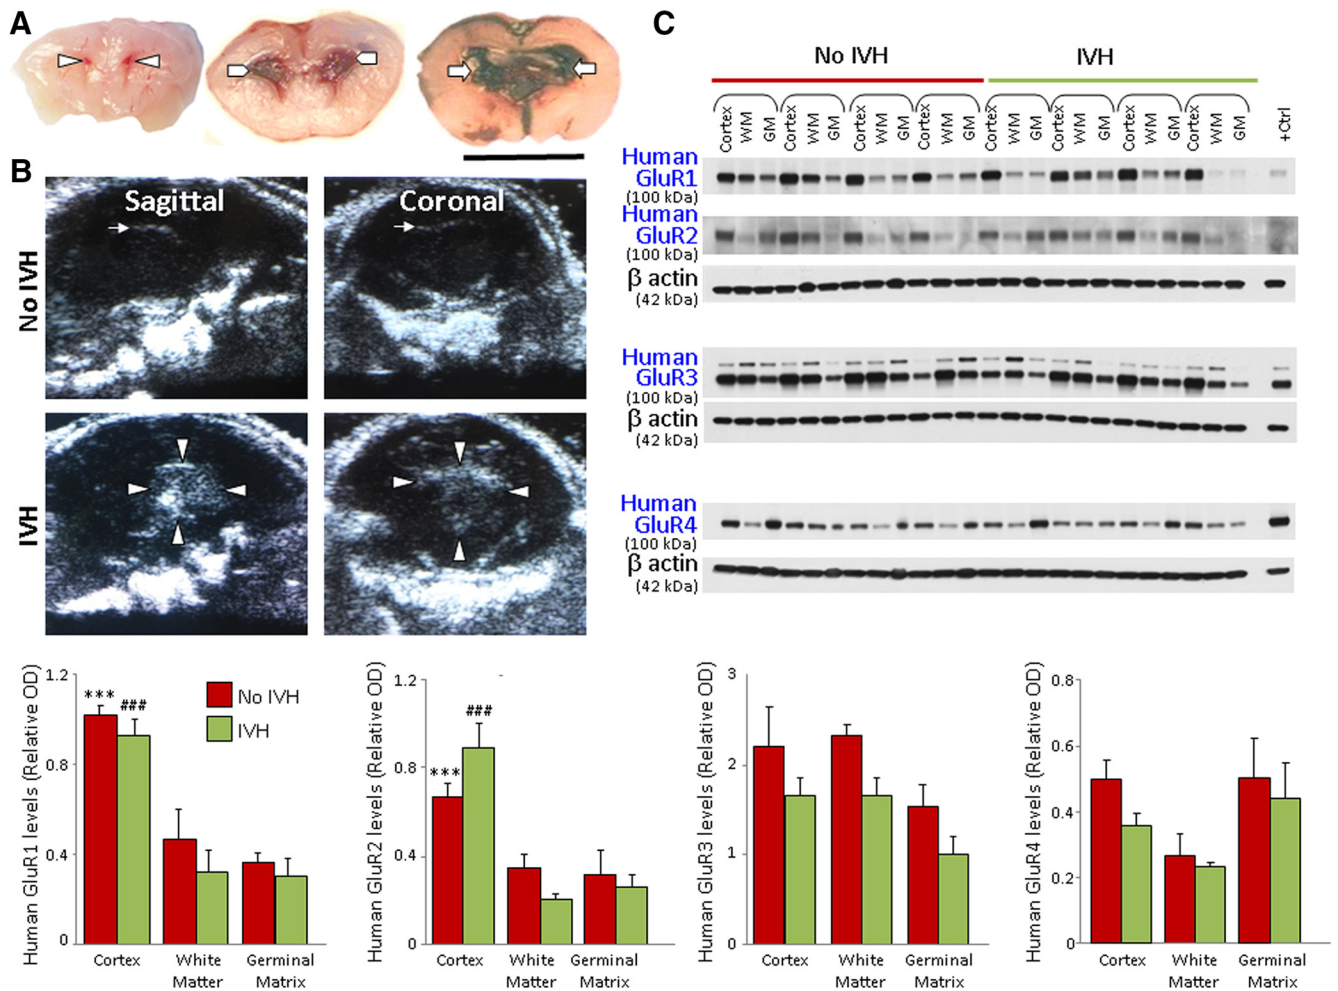 A
B
Sagittal
Coronal
No IVH
IVH
C
No IVH
IVH
Cortex WM GM Cortex WM GM Cortex WM GM Cortex WM GM Cortex WM GM Cortex WM GM Cortex WM GM Cortex WM GM +Ctrl
Human
GluR1
(100 kDa)
Human
GluR2
(100 kDa)
β actin
(42 kDa)
Human
GluR3
(100 kDa)
β actin
(42 kDa)
Human
GluR4
(100 kDa)
β actin
(42 kDa)
Human GluR1 levels (Relative OD)
1.2
0.8
0.4
0
*** ###
No IVH
IVH
Cortex White Germinal
Matter Matrix
Human GluR2 levels (Relative OD)
1.2
0.8
0.4
0
###
***
Cortex White Germinal
Matter Matrix
Human GluR3 levels (Relative OD)
3
2
1
0
Cortex White Germinal
Matter Matrix
Human GluR4 levels (Relative OD)
0.8
0.6
0.4
0.2
0
Cortex White Germinal
Matter Matrix